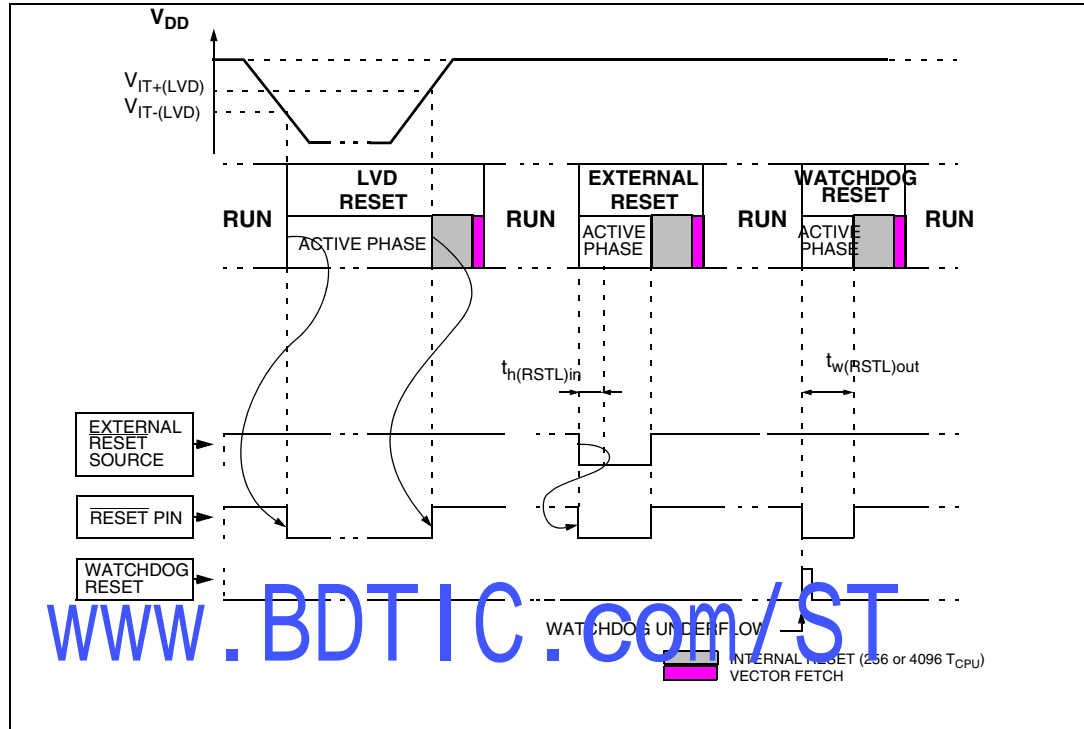 VDD
VIT+(LVD)
VIT-(LVD)
LVD
RESET
EXTERNAL
RESET
WATCHDOG
RESET
RUN
RUN
RUN
RUN
ACTIVE PHASE
ACTIVE
PHASE
ACTIVE
PHASE
th(RSTL)in
tw(RSTL)out
EXTERNAL
RESET
SOURCE
RESET PIN
WATCHDOG
RESET
www.BDTIC.com/ST
WATCHDOG UNDERFLOW
INTERNAL RESET (256 or 4096 TCPU)
VECTOR FETCH